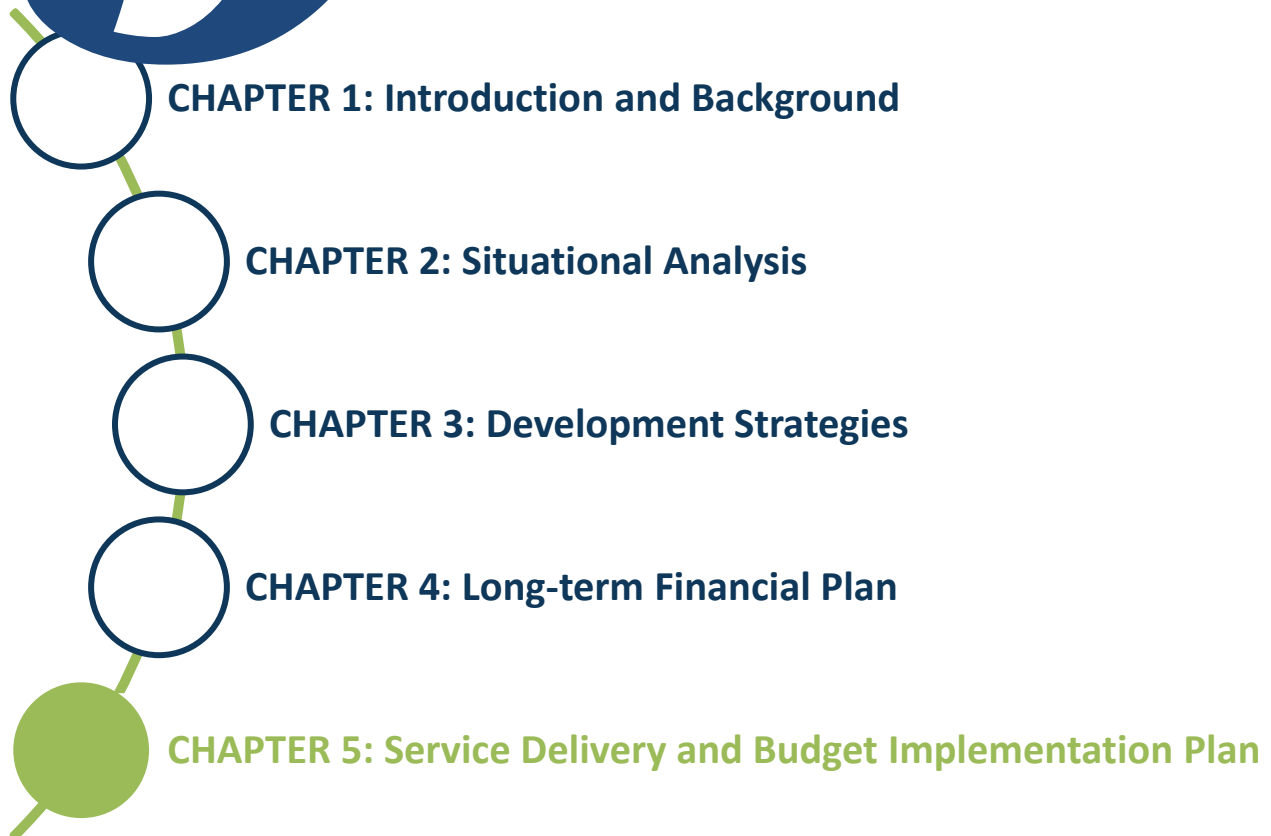 CHAPTER 1: Introduction and Background
CHAPTER 2: Situational Analysis
CHAPTER 3: Development Strategies
CHAPTER 4: Long-term Financial Plan
CHAPTER 5: Service Delivery and Budget Implementation Plan